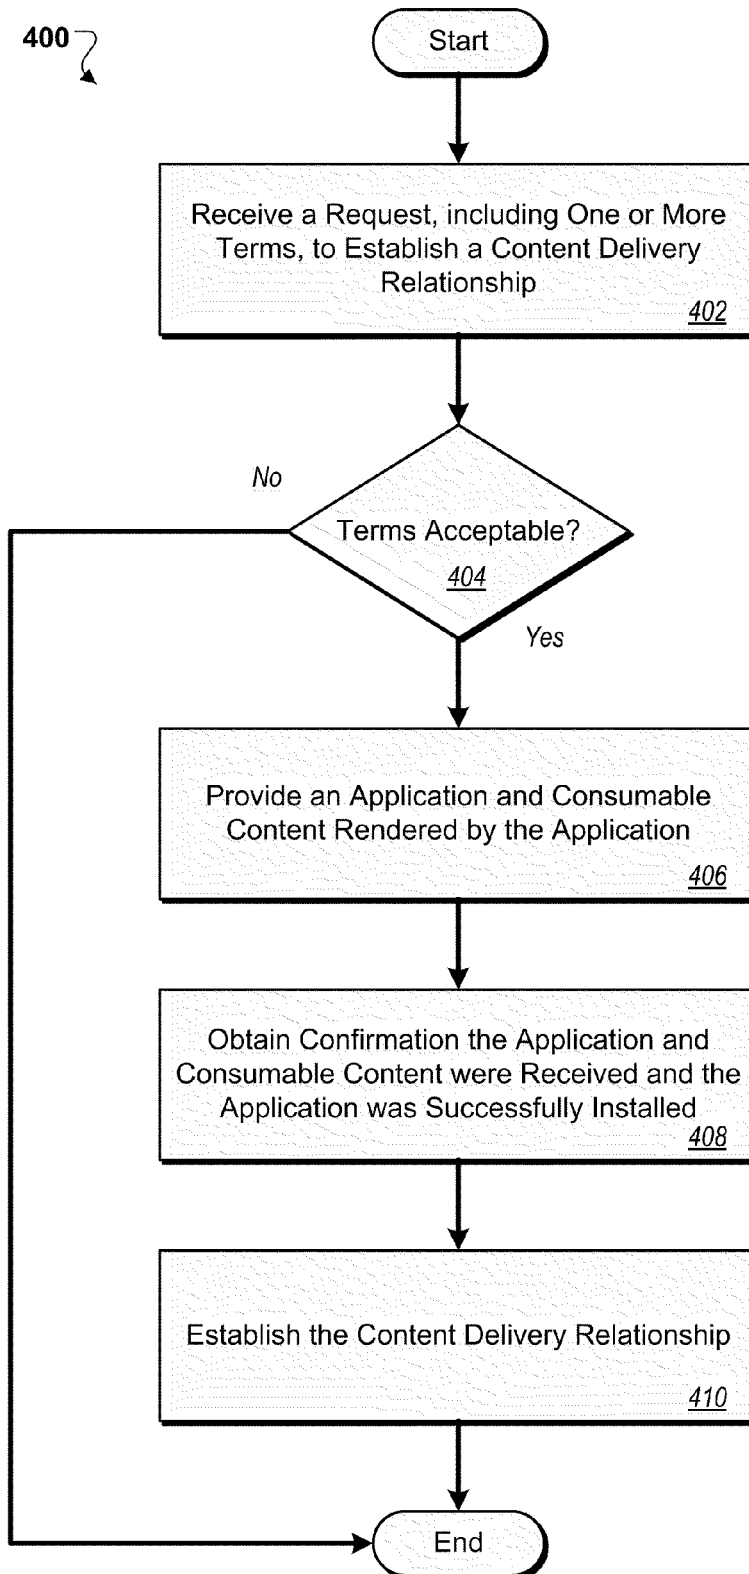 400
Start
Receive a Request, including One or More
Terms, to Establish a Content Delivery
Relationship
402
No
Terms Acceptable?
404
Yes
Provide an Application and Consumable
Content Rendered by the Application
406
Obtain Confirmation the Application and
Consumable Content were Received and the
Application was Successfully Installed
408
Establish the Content Delivery Relationship
410
End